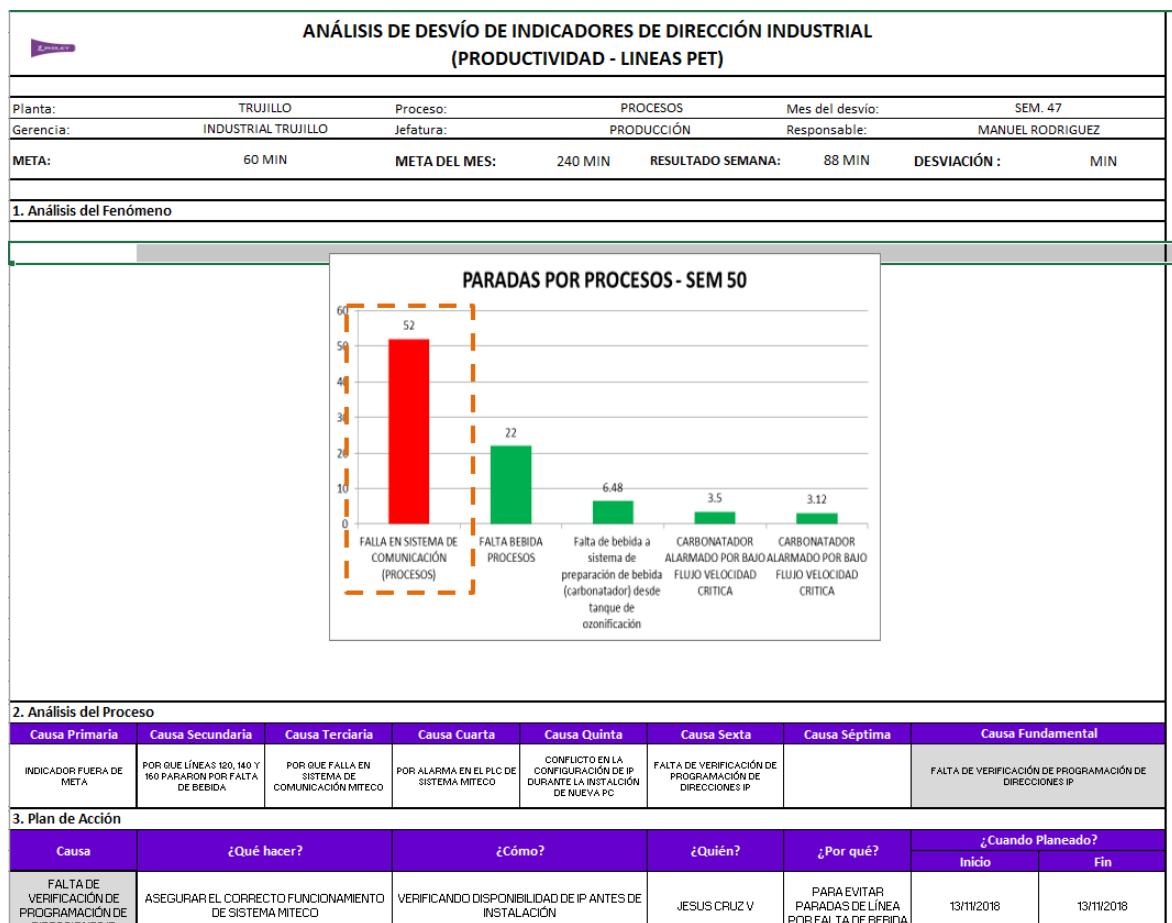 ANÁLISIS DE DESVÍO DE INDICADORES DE DIRECCIÓN INDUSTRIAL
(PRODUCTIVIDAD - LINEAS PET)
LINDLEY
Planta: TRUJILLO Proceso: PROCESOS Mes del desvío: SEM. 47
Gerencia: INDUSTRIAL TRUJILLO Jefatura: PRODUCCIÓN Responsable: MANUEL RODRIGUEZ
META: 60 MIN META DEL MES: 240 MIN RESULTADO SEMANA: 88 MIN DESVIACIÓN : MIN
1. Análisis del Fenómeno
PARADAS POR PROCESOS - SEM 50
60
50
40
30
20
10
0
52
22
6.48
3.5
3.12
FALLA EN SISTEMA DE
COMUNICACIÓN
(PROCESOS)
FALTA BEBIDA
PROCESOS
Falta de bebida a
sistema de
preparación de bebida
(carbonatador) desde
tanque de
ozonificación
CARBONATADOR
ALARMADO POR BAJO
FLUJO VELOCIDAD
CRITICA
CARBONATADOR
ALARMADO POR BAJO
FLUJO VELOCIDAD
CRITICA
2. Análisis del Proceso
Causa Primaria Causa Secundaria Causa Terciaria Causa Cuarta Causa Quinta Causa Sexta Causa Séptima Causa Fundamental
INDICADOR FUERA DE
META
POR QUE LÍNEAS 120, 140 Y
160 PARARON POR FALTA
DE BEBIDA
POR QUE FALLA EN
SISTEMA DE
COMUNICACIÓN MITECO
POR ALARMA EN EL PLC DE
SISTEMA MITECO
CONFLICTO EN LA
CONFIGURACIÓN DE IP
DURANTE LA INSTALCIÓN
DE NUEVA PC
FALTA DE VERIFICACIÓN DE
PROGRAMACIÓN DE
DIRECCIONES IP
FALTA DE VERIFICACIÓN DE PROGRAMACIÓN DE
DIRECCIONES IP
3. Plan de Acción
Causa ¿Qué hacer? ¿Cómo? ¿Quién? ¿Por qué? ¿Cuando Planeado?
Inicio Fin
FALTA DE
VERIFICACIÓN DE
PROGRAMACIÓN DE
ASEGURAR EL CORRECTO FUNCIONAMIENTO
DE SISTEMA MITECO
VERIFICANDO DISPONIBILIDAD DE IP ANTES DE
INSTALACIÓN
JESUS CRUZ V
PARA EVITAR
PARADAS DE LÍNEA
POR FALTA DE BEBIDA
13/11/2018
13/11/2018